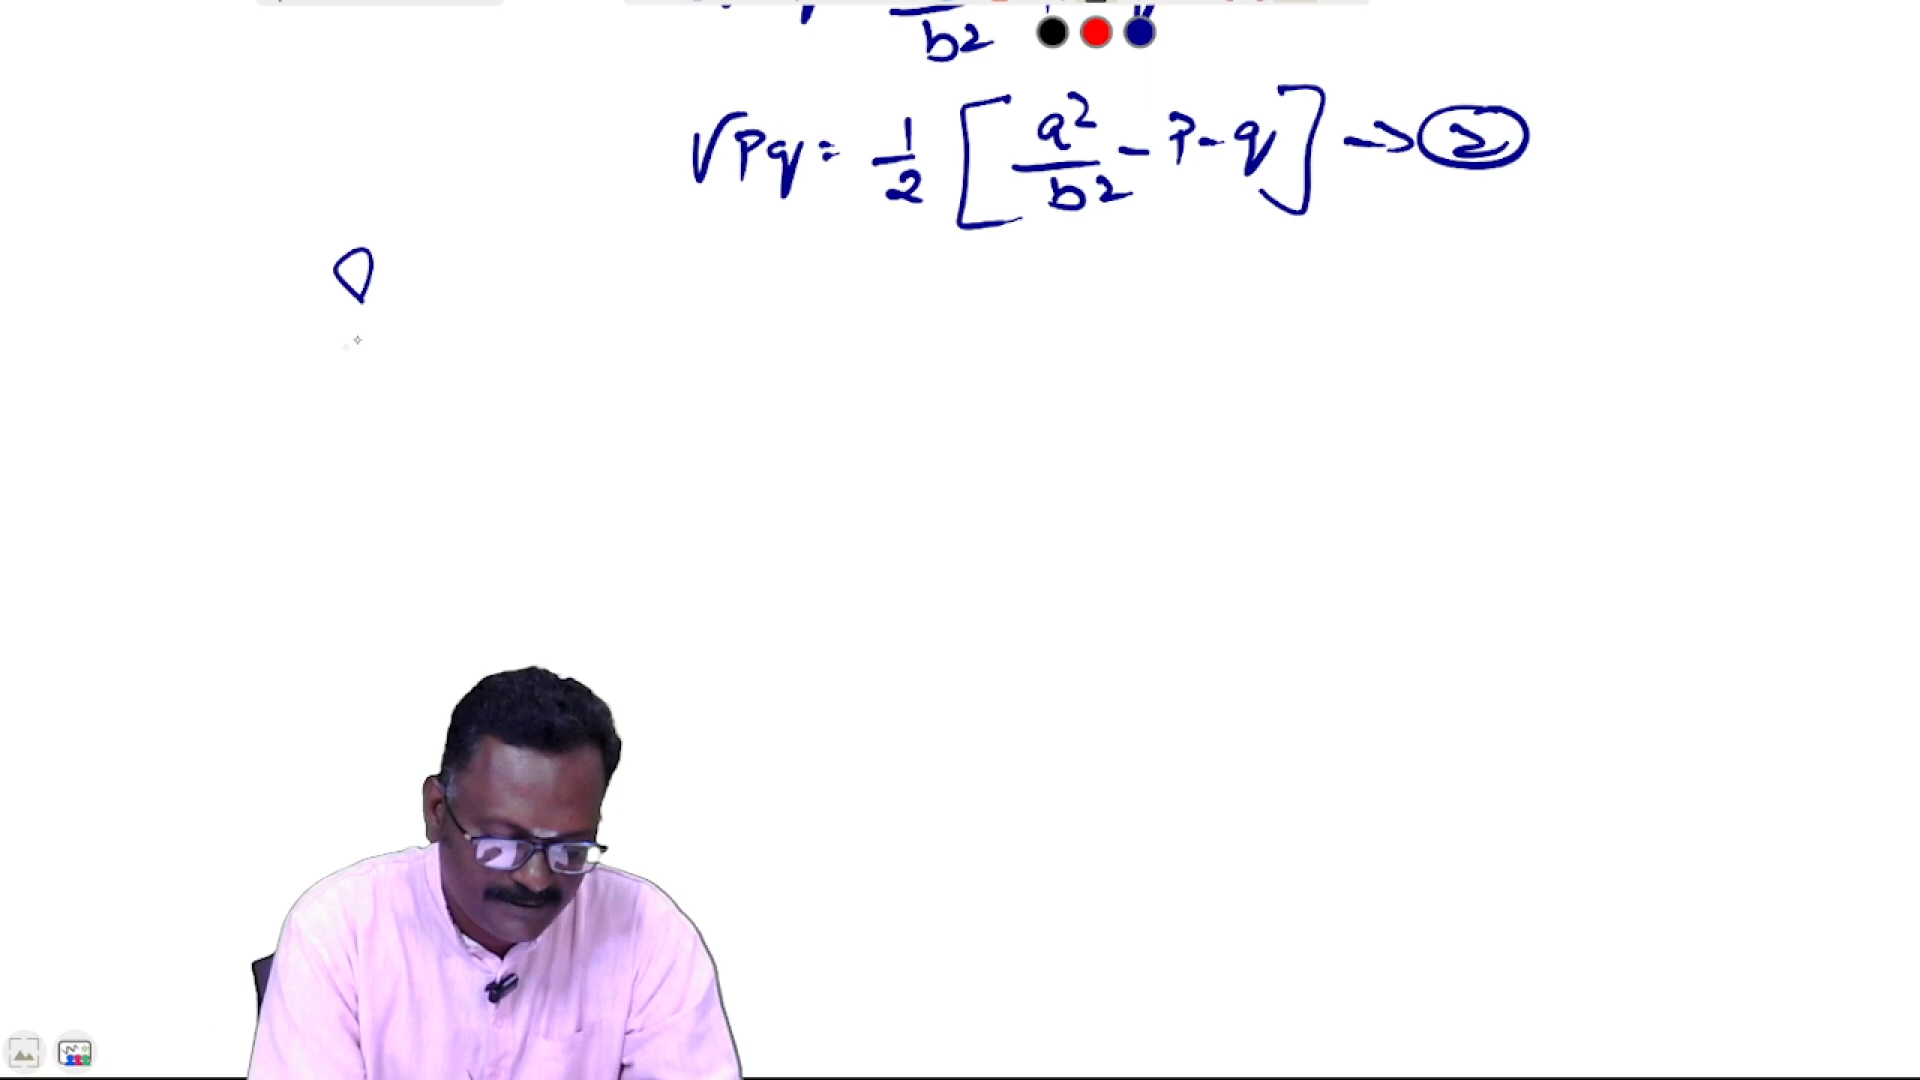 b2
√pq = 1/2 [a2/b2 - p - q] -> 2